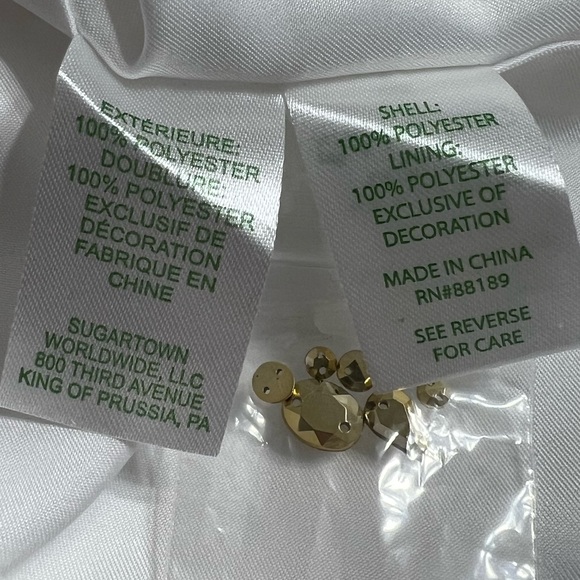 EXTÉRIEURE:
100% POLYESTER
DOUBLURE:
100% POLYESTER
EXCLUSIF DE
DÉCORATION
FABRIQUE EN
CHINE
SUGARTOWN
WORLDWIDE, LLC
800 THIRD AVENUE
KING OF PRUSSIA, PA
SHELL:
100% POLYESTER
LINING:
100% POLYESTER
EXCLUSIVE OF
DECORATION
MADE IN CHINA
RN#88189
SEE REVERSE
FOR CARE